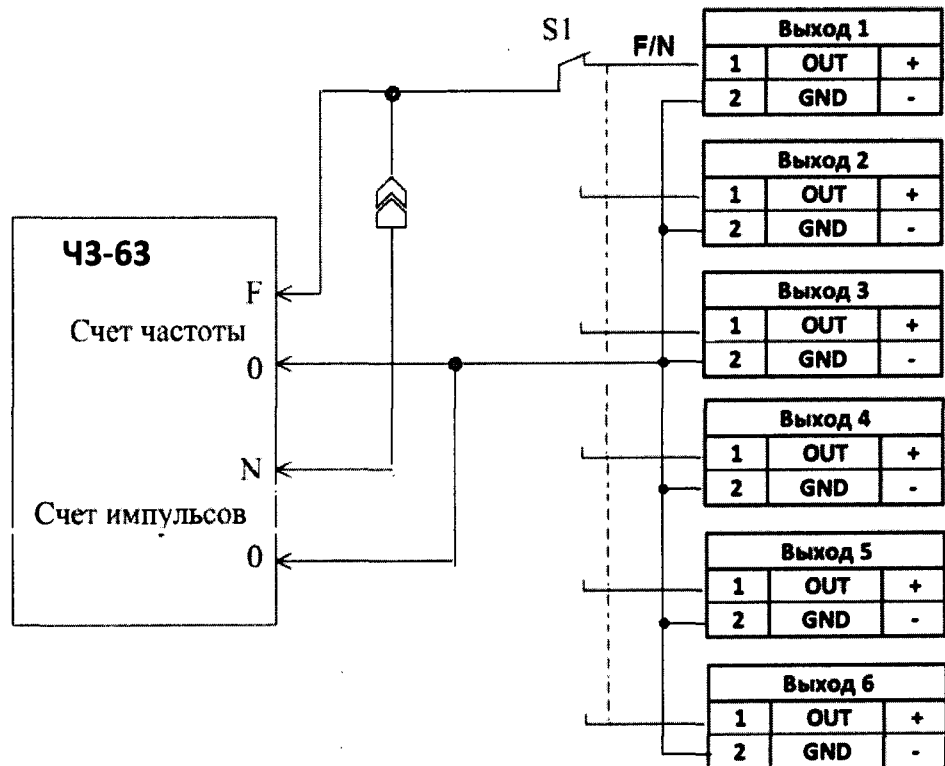 S1
F/N
Выход 1
1 OUT +
2 GND -
Выход 2
1 OUT +
2 GND -
ЧЗ-63
F
Счет частоты
0
N
Счет импульсов
0
Выход 3
1 OUT +
2 GND -
Выход 4
1 OUT +
2 GND -
Выход 5
1 OUT +
2 GND -
Выход 6
1 OUT +
2 GND -